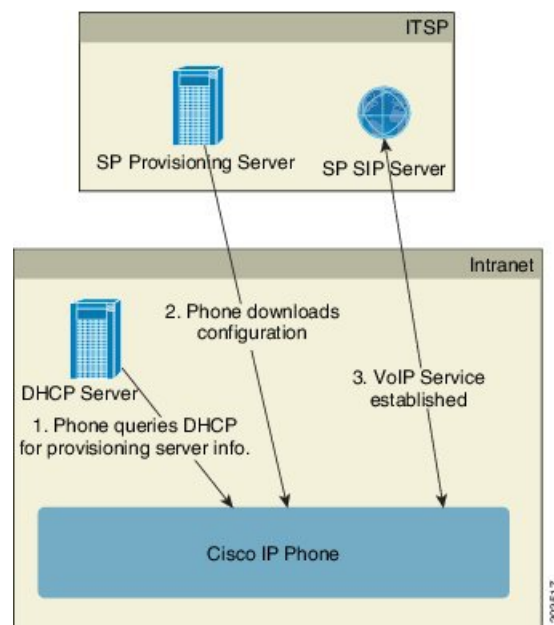 ITSP
SP Provisioning Server
SP SIP Server
Intranet
2. Phone downloads
configuration
DHCP Server
3. VoIP Service
established
1. Phone queries DHCP
for provisioning server info.
Cisco IP Phone